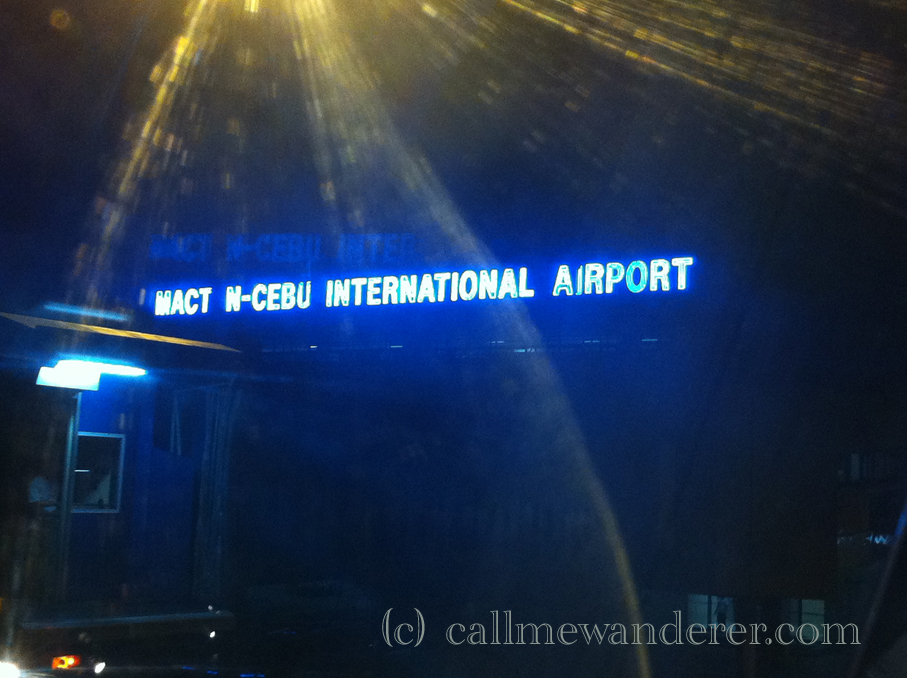 MACT N-CEBU INTERNATIONAL AIRPORT
(c) callmewanderer.com